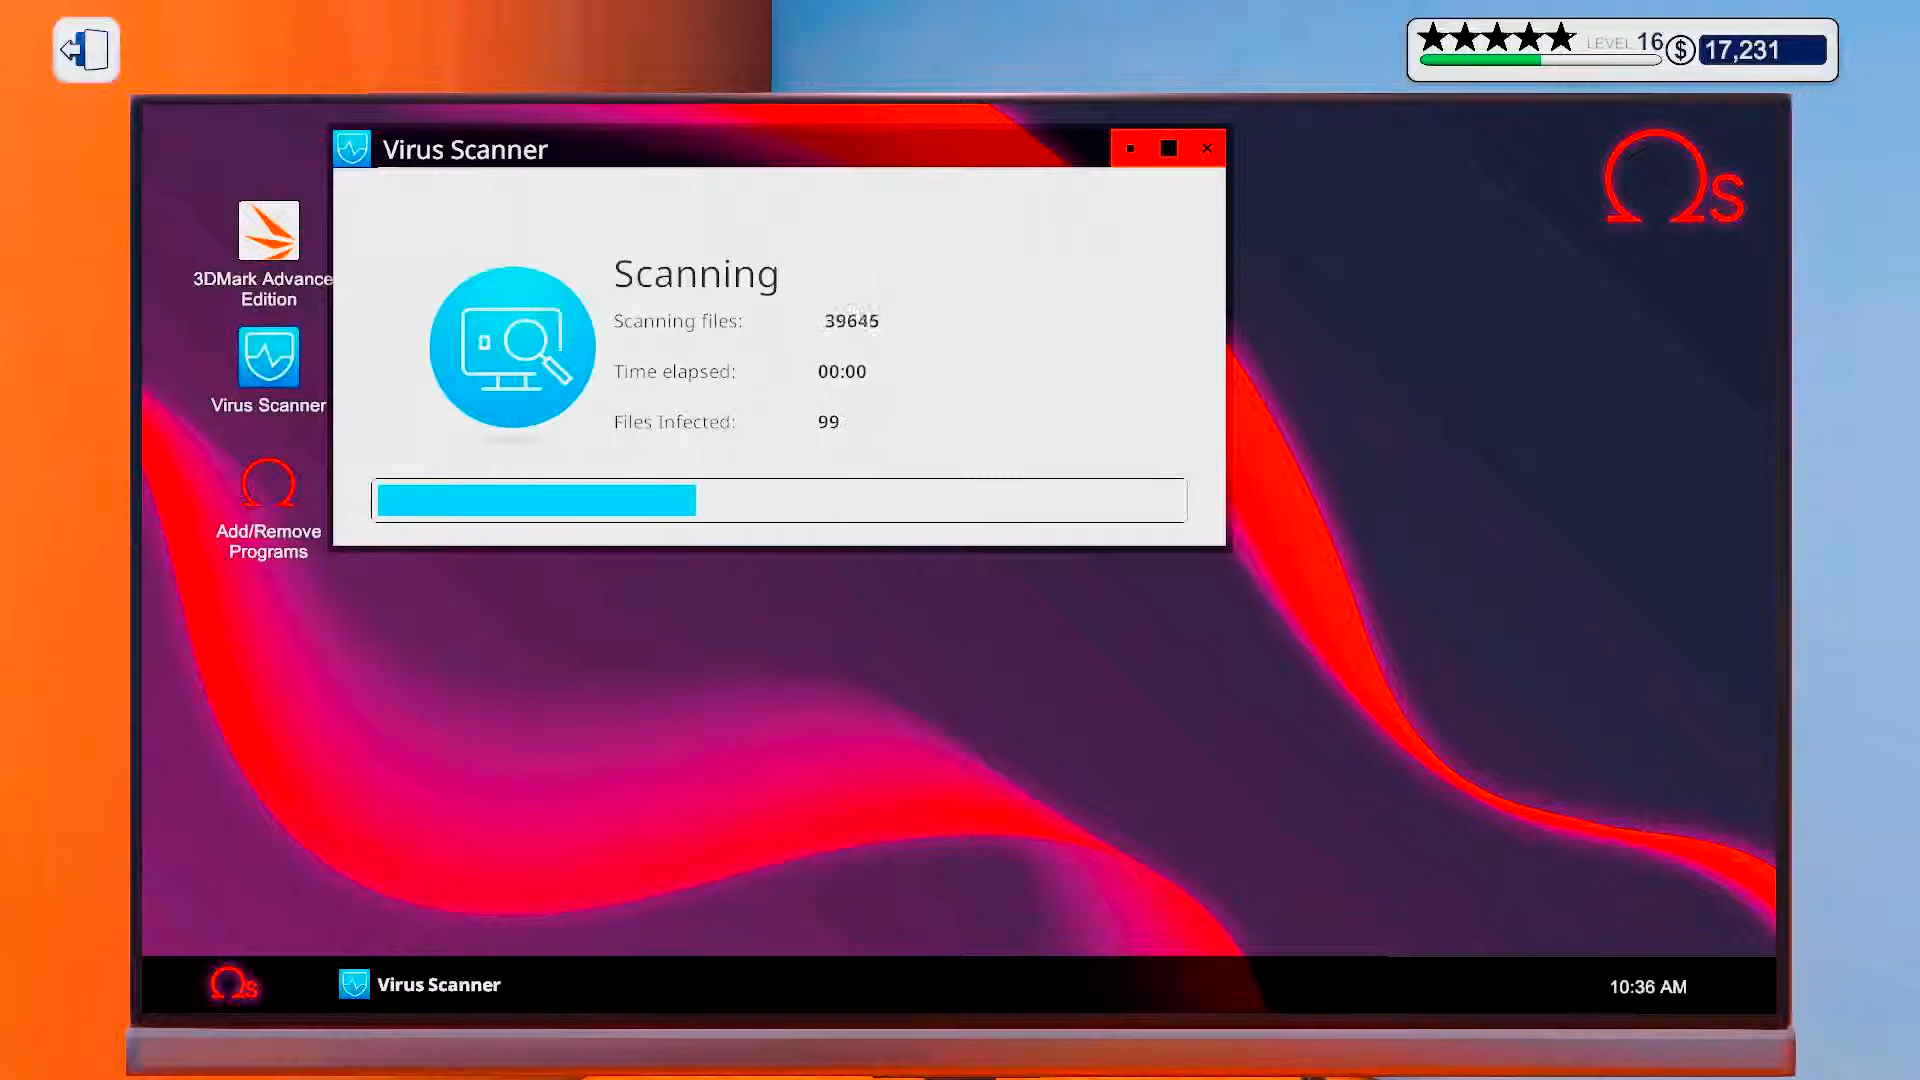 LEVEL 16
$ 17,231
Virus Scanner
3DMark Advance
Edition
Virus Scanner
Add/Remove
Programs
Scanning
Scanning files: 39645
Time elapsed: 00:00
Files Infected: 99
Ωs
Ωs
Virus Scanner
10:36 AM